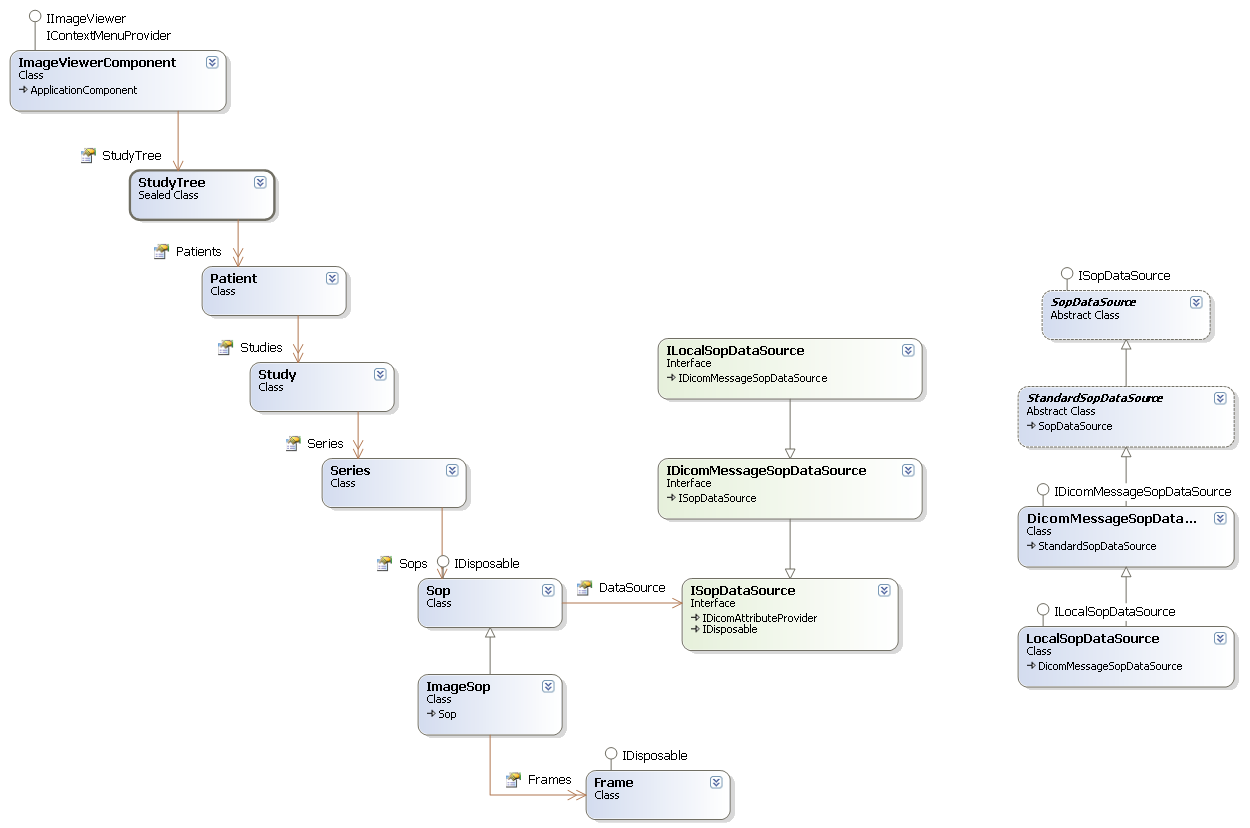 IImageViewer
IContextMenuProvider
ImageViewerComponent
Class
ApplicationComponent
StudyTree
StudyTree
Sealed Class
Patients
Patient
Class
Studies
Study
Class
Series
Series
Class
Sops
IDisposable
Sop
Class
DataSource
ImageSop
Class
Sop
Frames
IDisposable
Frame
Class
ILocalSopDataSource
Interface
IDicomMessageSopDataSource
IDicomMessageSopDataSource
Interface
ISopDataSource
ISopDataSource
Interface
IDicomAttributeProvider
IDisposable
ISopDataSource
SopDataSource
Abstract Class
StandardSopDataSource
Abstract Class
SopDataSource
IDicomMessageSopDataSource
DicomMessageSopData...
Class
StandardSopDataSource
ILocalSopDataSource
LocalSopDataSource
Class
DicomMessageSopDataSource